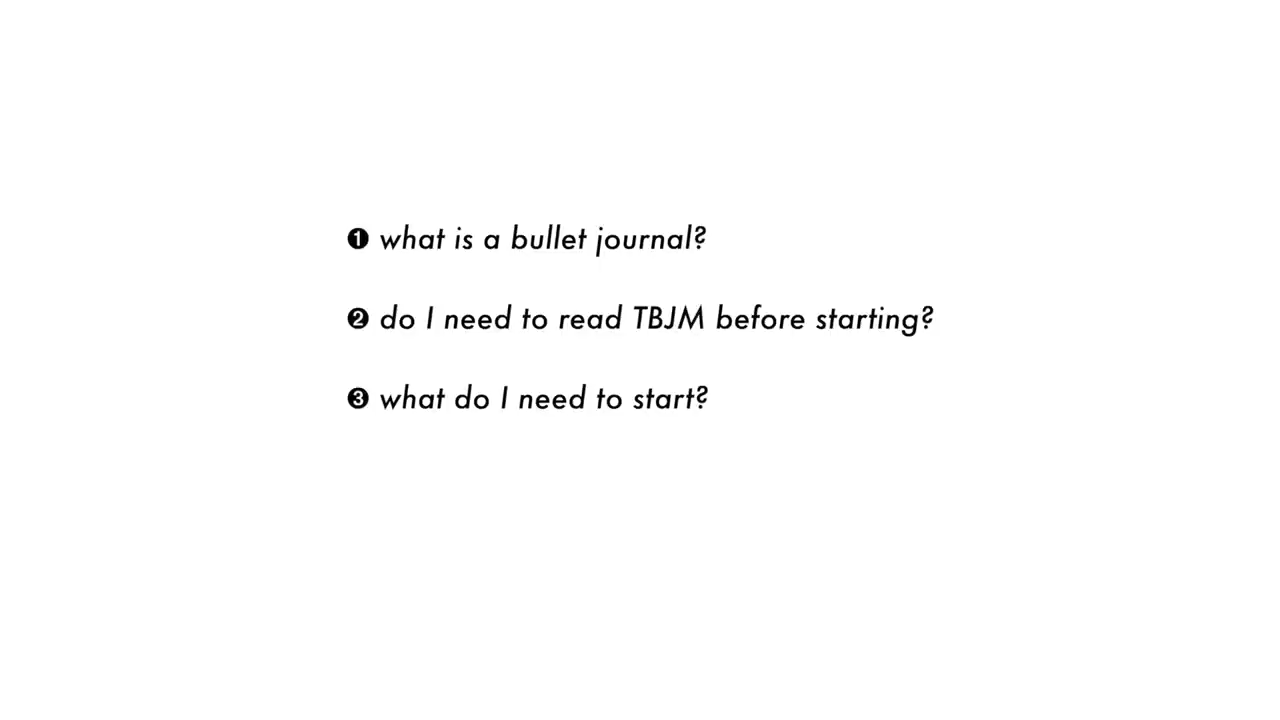 ❶ what is a bullet journal?
❷ do I need to read TBJM before starting?
❸ what do I need to start?